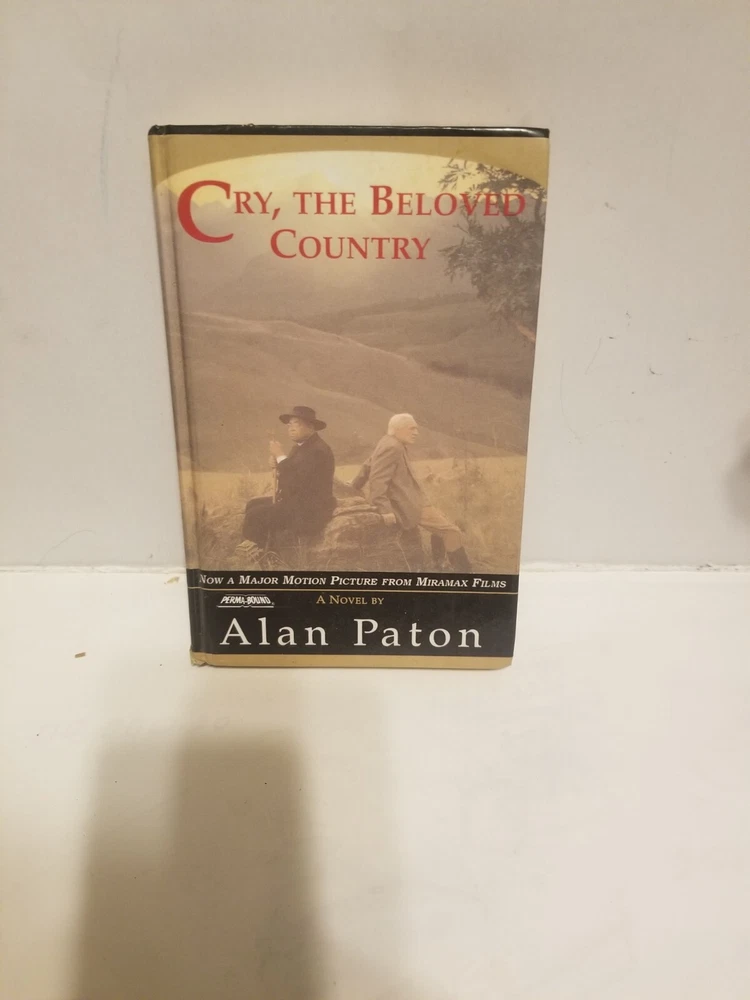 CRY, THE BELOVED
COUNTRY
NOW A MAJOR MOTION PICTURE FROM MIRAMAX FILMS
PERMA-BOUND
A NOVEL BY
Alan Paton